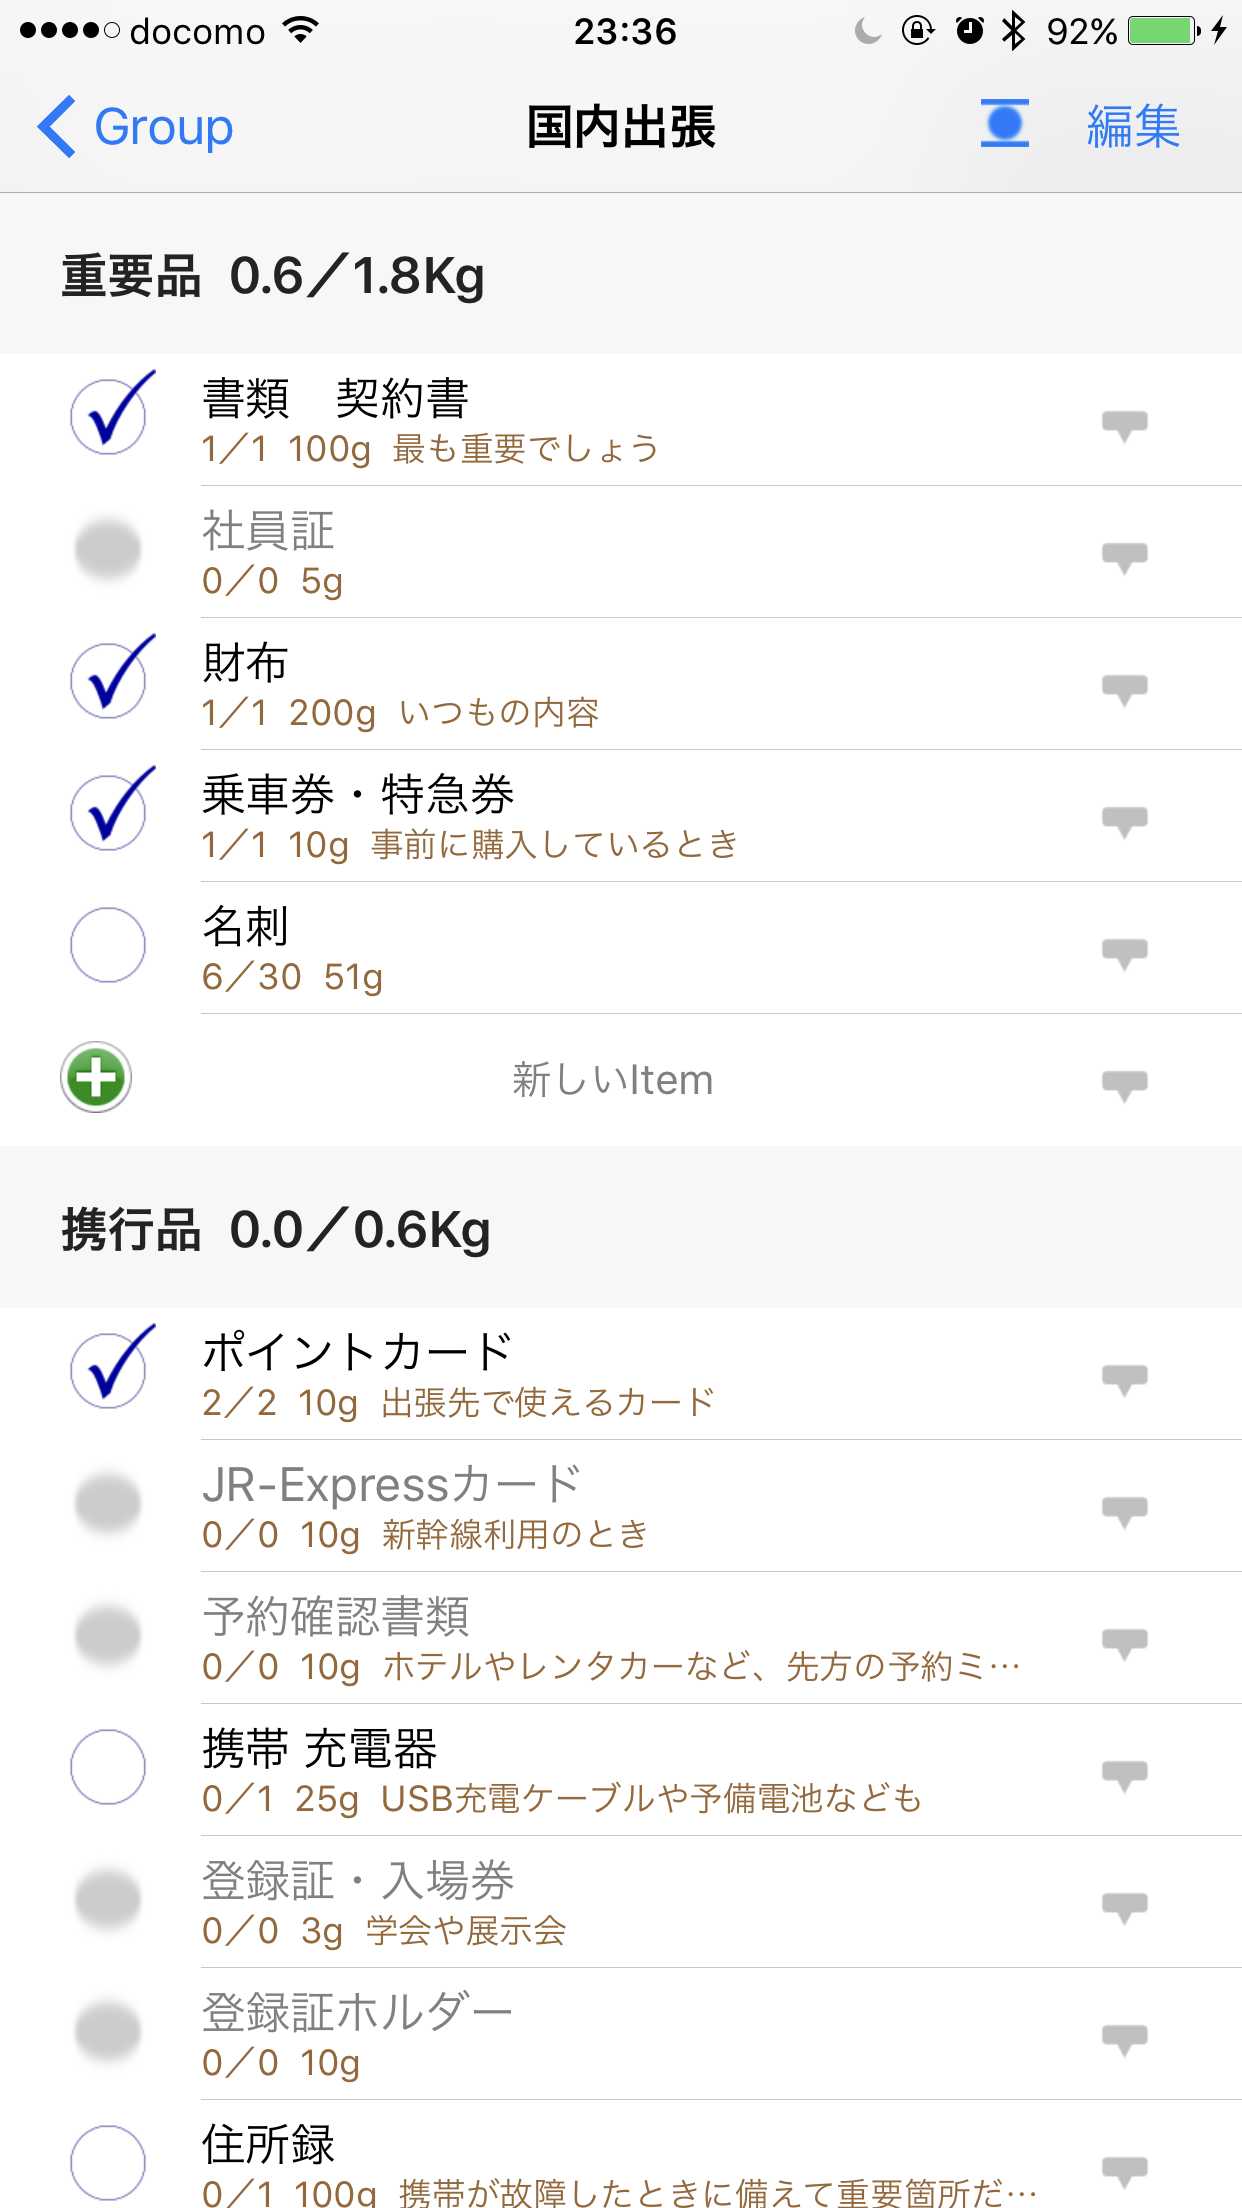 docomo 23:36 92%
Group 国内出張 編集
重要品 0.6／1.8Kg
書類　契約書
1／1 100g 最も重要でしょう
社員証
0／0 5g
財布
1／1 200g いつもの内容
乗車券・特急券
1／1 10g 事前に購入しているとき
名刺
6／30 51g
新しいItem
携行品 0.0／0.6Kg
ポイントカード
2／2 10g 出張先で使えるカード
JR-Expressカード
0／0 10g 新幹線利用のとき
予約確認書類
0／0 10g ホテルやレンタカーなど、先方の予約ミ…
携帯 充電器
0／1 25g USB充電ケーブルや予備電池なども
登録証・入場券
0／0 3g 学会や展示会
登録証ホルダー
0／0 10g
住所録
0／1 100g 携帯が故障したときに備えて重要箇所だ…